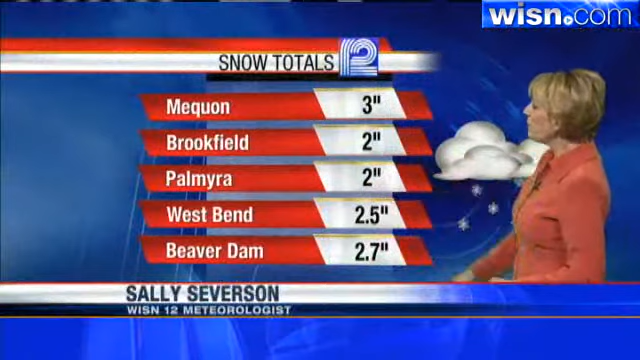 wisn.com
SNOW TOTALS 12
Mequon 3"
Brookfield 2"
Palmyra 2"
West Bend 2.5"
Beaver Dam 2.7"
SALLY SEVERSON
WISN 12 METEOROLOGIST